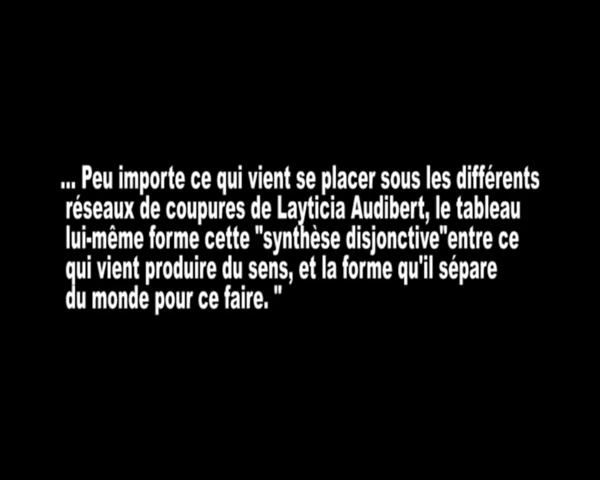 ... Peu importe ce qui vient se placer sous les différents
réseaux de coupures de Layticia Audibert, le tableau
lui-même forme cette "synthèse disjonctive"entre ce
qui vient produire du sens, et la forme qu'il sépare
du monde pour ce faire. "